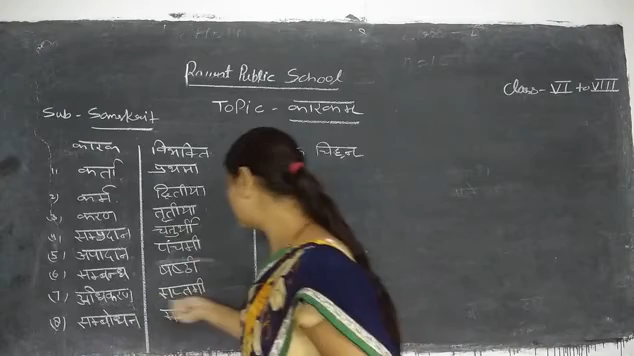 Public School
Class- VI to VIII
Sub- Sanskrit
Topic - कारकम्
कारक विभक्ति चिह्न
1) कर्ता प्रथमा
2) कर्म द्वितीया
3) करण तृतीया
4) सम्प्रदान चतुर्थी
(5) अपादान पंचमी
(6) सम्बन्ध षष्ठी
(7) अधिकरण सप्तमी
(8) सम्बोधन